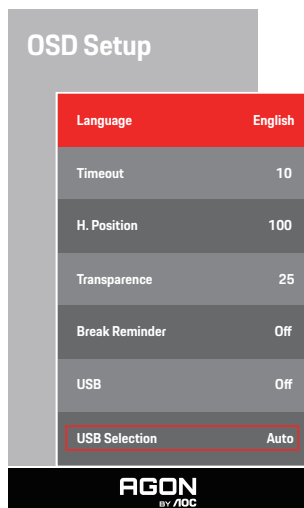 OSD Setup
Language English
Timeout 10
H. Position 100
Transparence 25
Break Reminder Off
USB Off
USB Selection Auto
AGON
BY AOC